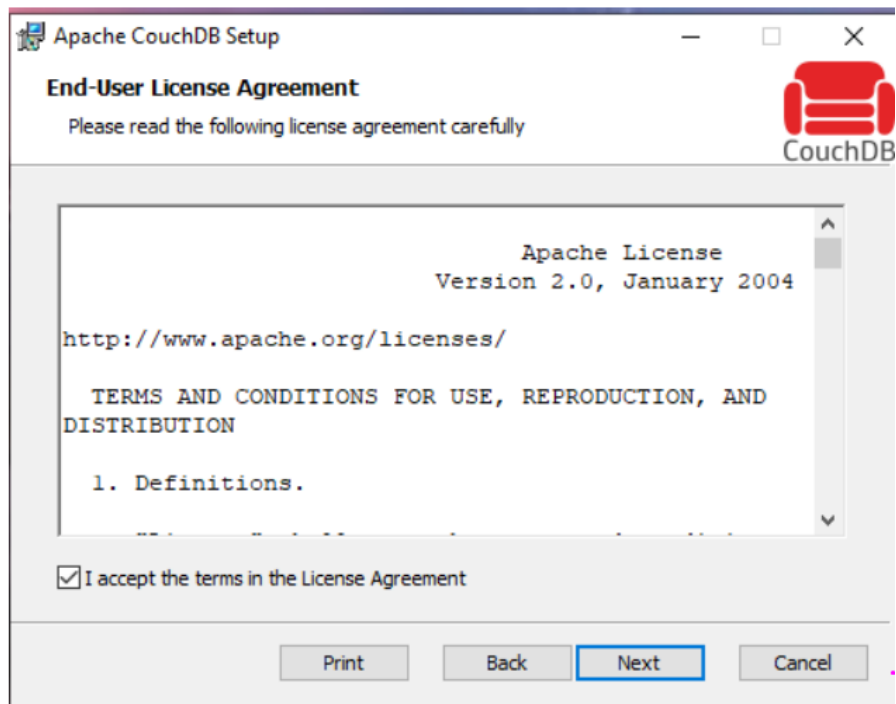 Apache CouchDB Setup
End-User License Agreement
Please read the following license agreement carefully
CouchDB
Apache License
Version 2.0, January 2004
http://www.apache.org/licenses/
TERMS AND CONDITIONS FOR USE, REPRODUCTION, AND
DISTRIBUTION
1. Definitions.
I accept the terms in the License Agreement
Print Back Next Cancel